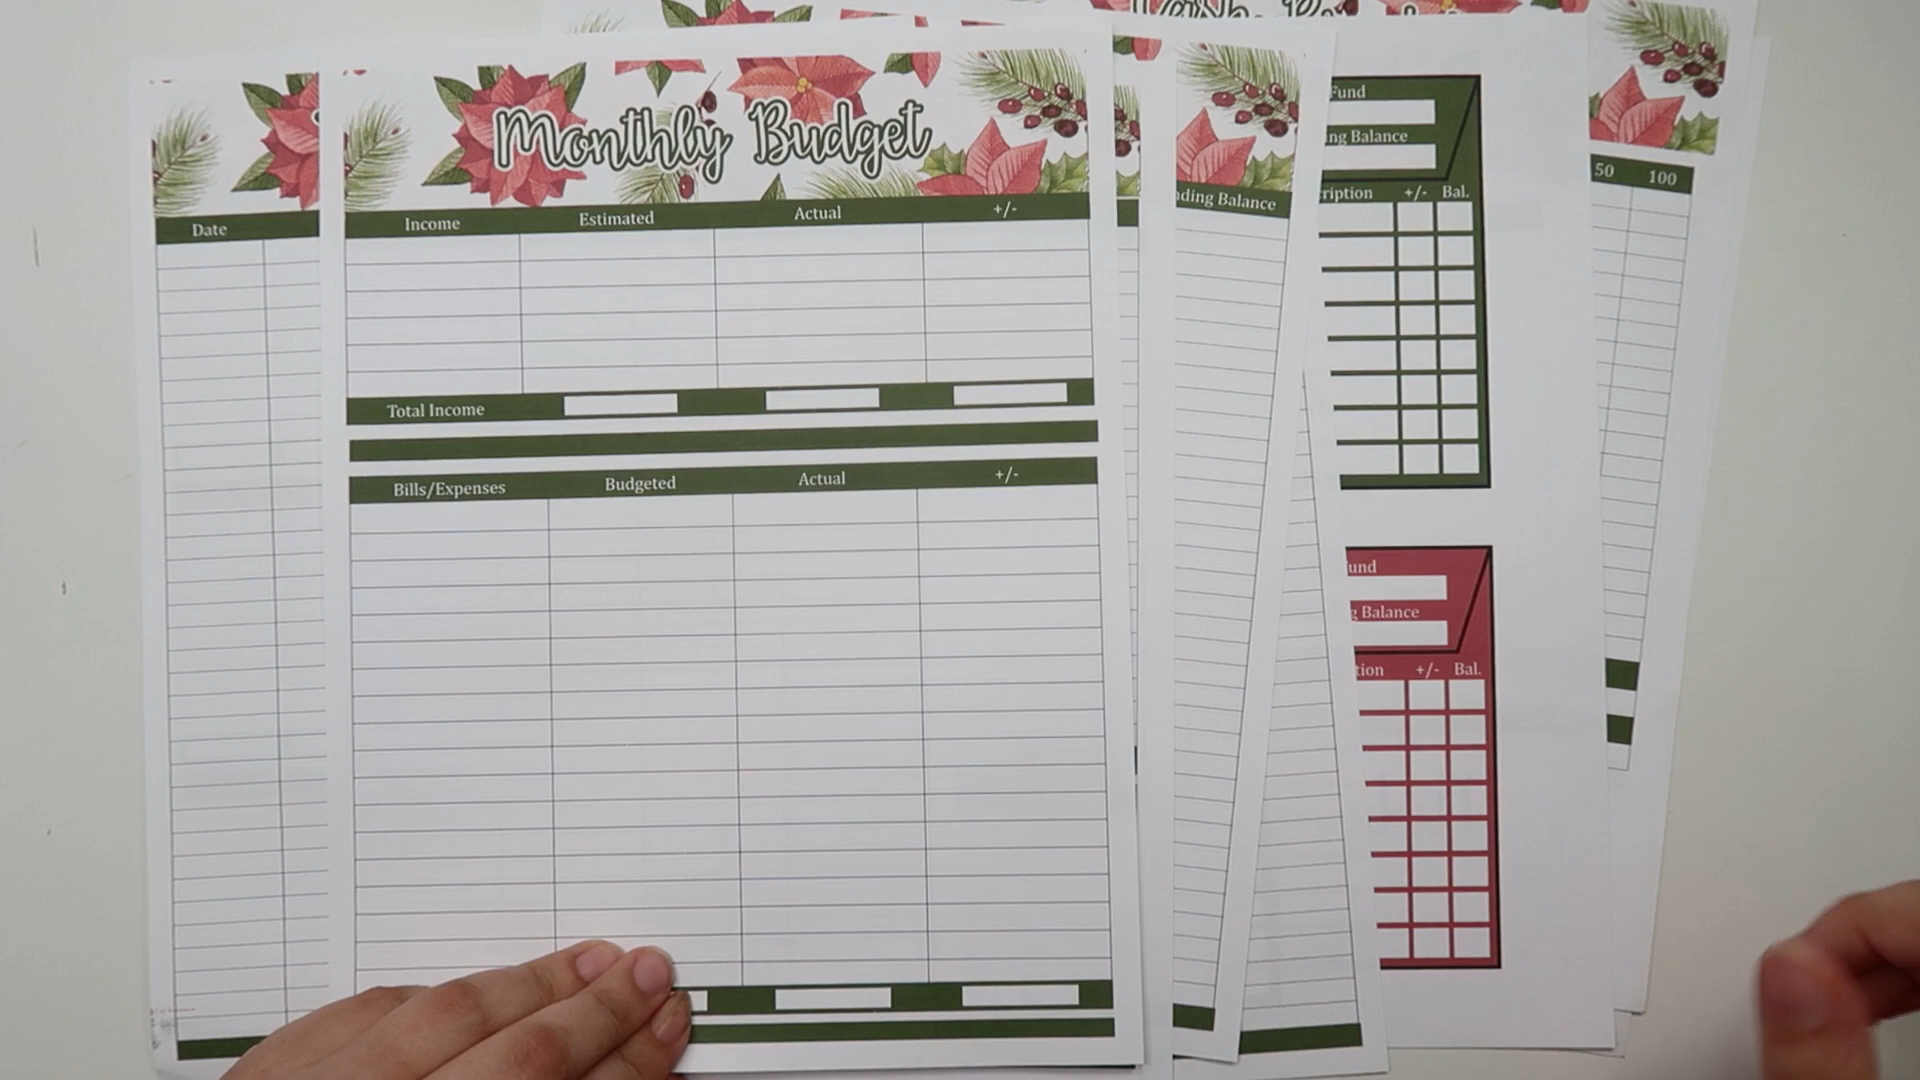 Monthly Budget
Date
Income Estimated Actual +/-
Total Income
Bills/Expenses Budgeted Actual +/-
Balance
Fund
Balance
+/- Bal.
50 100
Balance
+/- Bal.